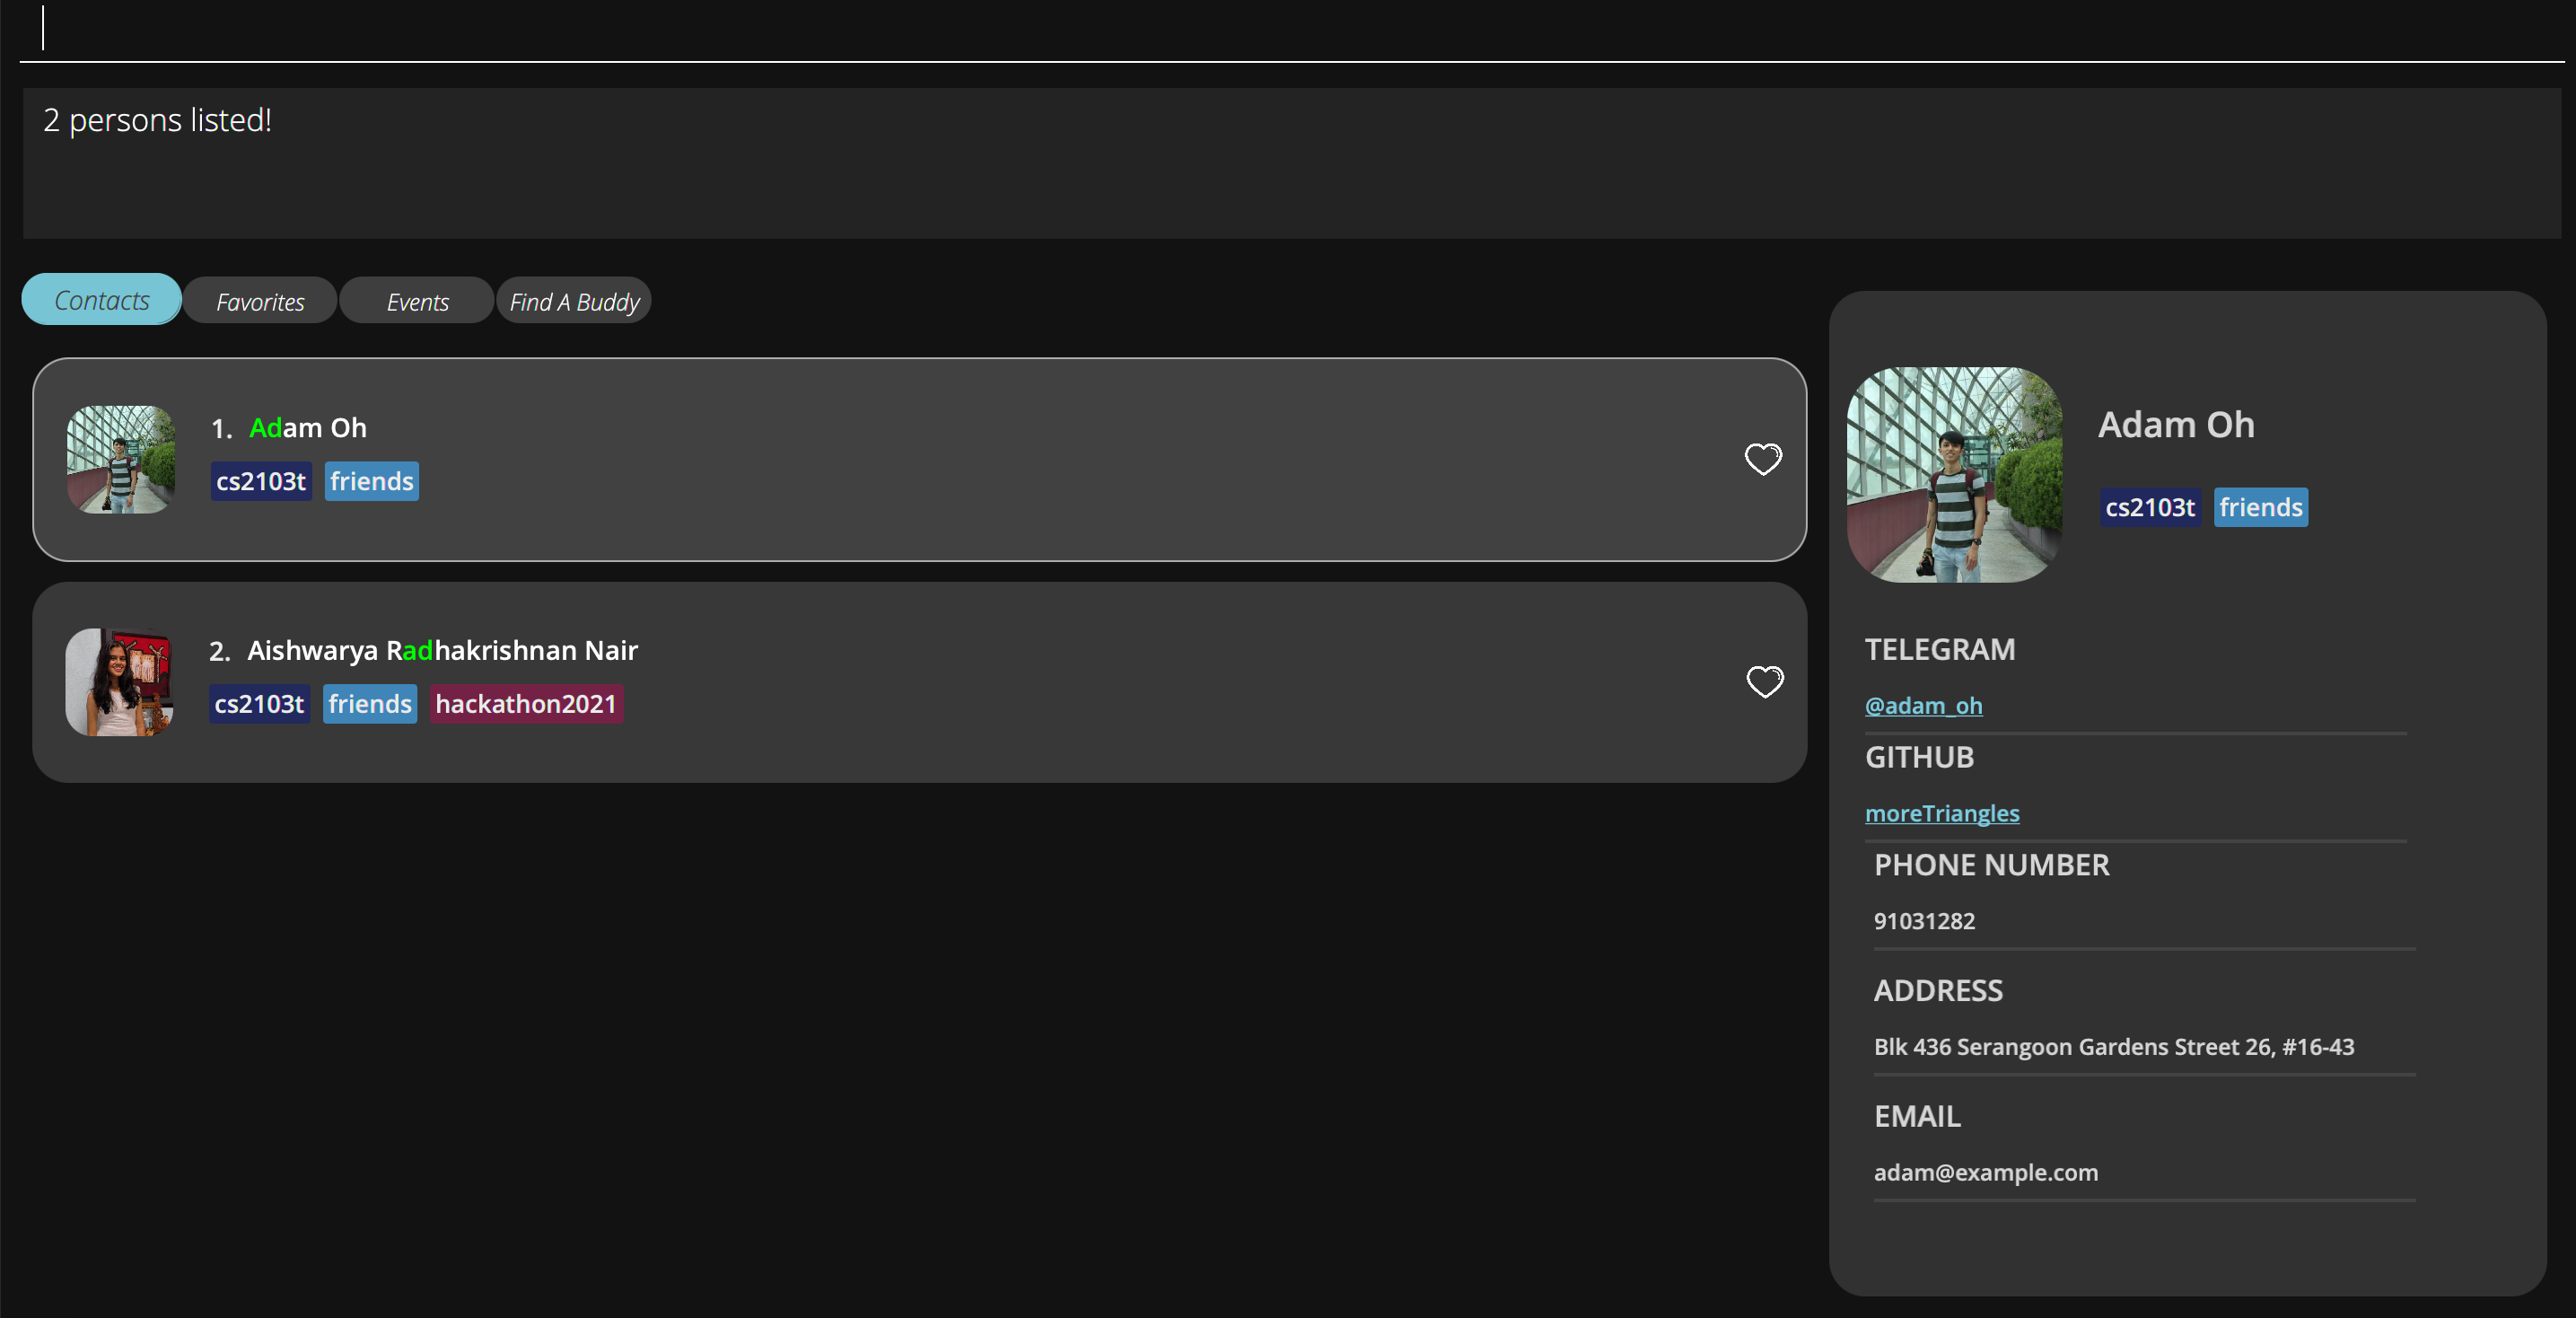 2 persons listed!
Contacts Favorites Events Find A Buddy
1. Adam Oh
cs2103t friends
2. Aishwarya Radhakrishnan Nair
cs2103t friends hackathon2021
Adam Oh
cs2103t friends
TELEGRAM
@adam_oh
GITHUB
moreTriangles
PHONE NUMBER
91031282
ADDRESS
Blk 436 Serangoon Gardens Street 26, #16-43
EMAIL
adam@example.com